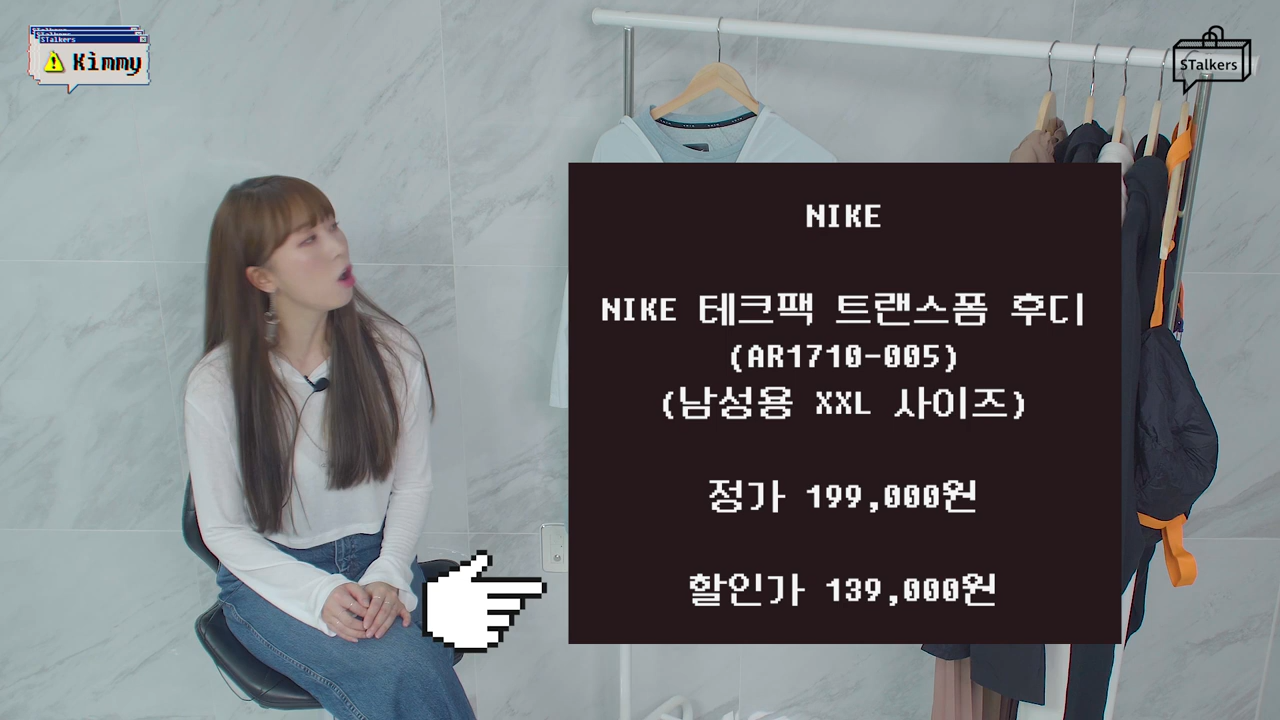 STalkers
Kimmy
STalkers
NIKE
NIKE 테크팩 트랜스폼 후디
(AR1710-005)
(남성용 XXL 사이즈)
정가 199,000원
할인가 139,000원